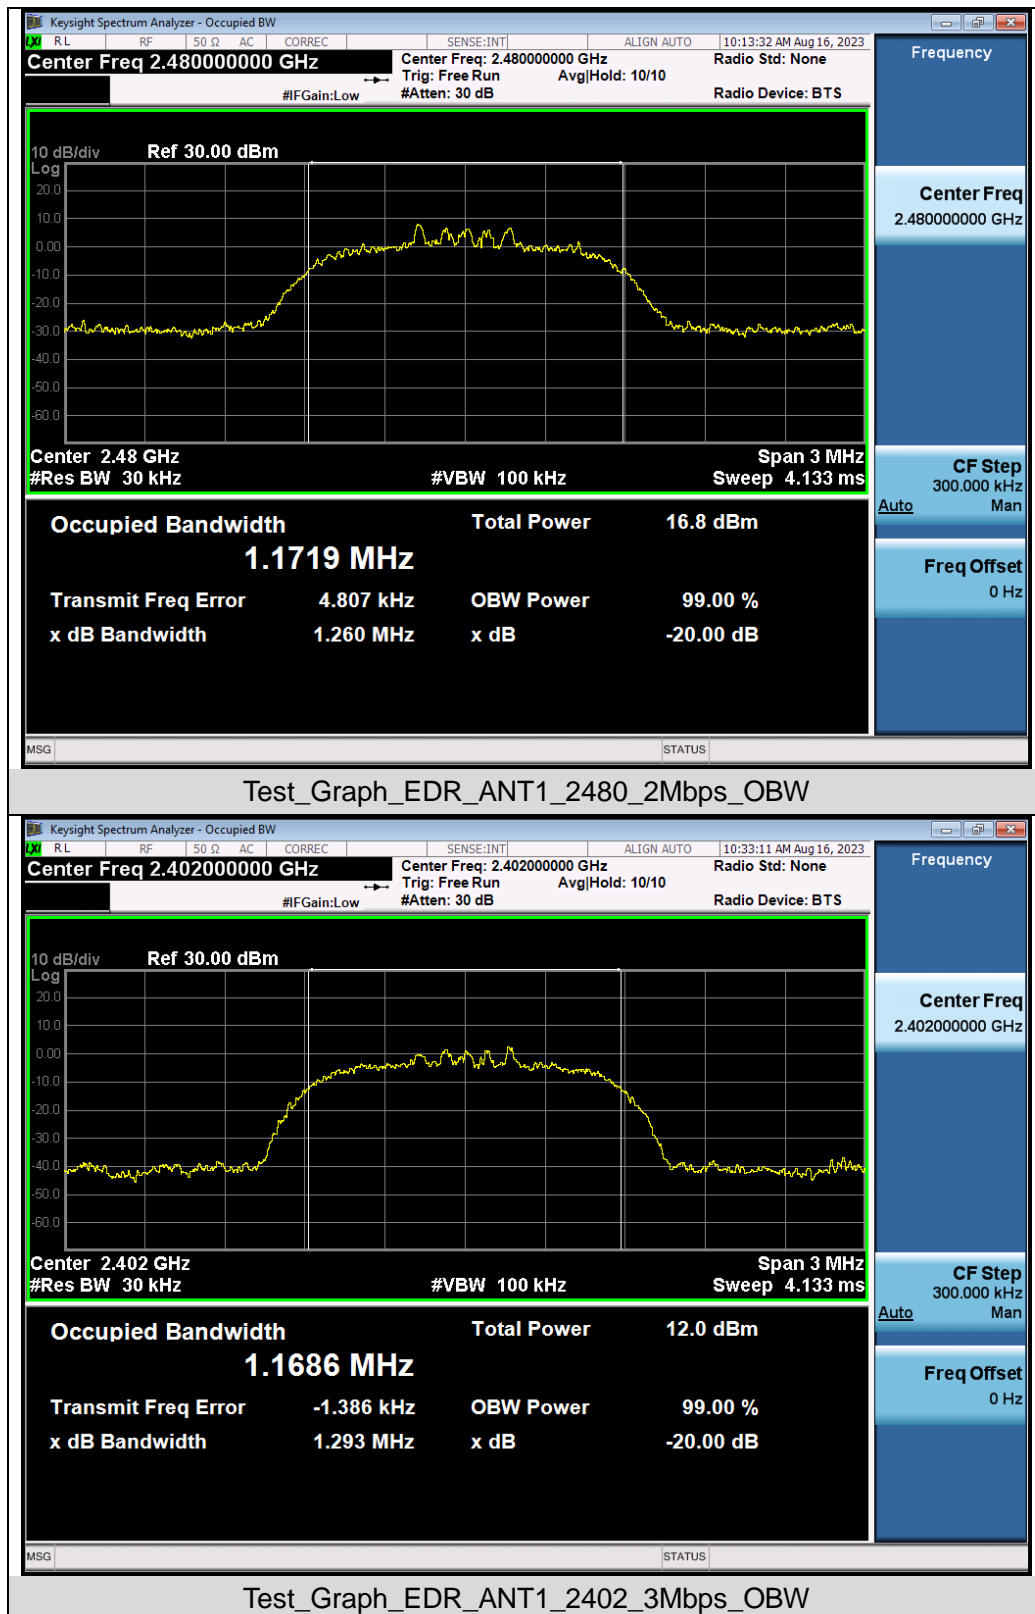 Keysight Spectrum Analyzer - Occupied BW
LXI RL RF 50 Ω AC CORREC SENSE:INT ALIGN AUTO 10:13:32 AM Aug 16, 2023
Center Freq 2.480000000 GHz
Center Freq: 2.480000000 GHz
Radio Std: None
Trig: Free Run Avg|Hold: 10/10
#IFGain:Low
#Atten: 30 dB
Radio Device: BTS
Frequency
10 dB/div Ref 30.00 dBm
Log
20.0
10.0
0.00
-10.0
-20.0
-30.0
-40.0
-50.0
-60.0
Center Freq
2.480000000 GHz
Center 2.48 GHz Span 3 MHz
#Res BW 30 kHz #VBW 100 kHz Sweep 4.133 ms
CF Step
300.000 kHz
Auto Man
Occupied Bandwidth Total Power 16.8 dBm
1.1719 MHz
Freq Offset
0 Hz
Transmit Freq Error 4.807 kHz OBW Power 99.00 %
x dB Bandwidth 1.260 MHz x dB -20.00 dB
MSG STATUS
Test_Graph_EDR_ANT1_2480_2Mbps_OBW
Keysight Spectrum Analyzer - Occupied BW
LXI RL RF 50 Ω AC CORREC SENSE:INT ALIGN AUTO 10:33:11 AM Aug 16, 2023
Center Freq 2.402000000 GHz
Center Freq: 2.402000000 GHz
Radio Std: None
Trig: Free Run Avg|Hold: 10/10
#IFGain:Low
#Atten: 30 dB
Radio Device: BTS
Frequency
10 dB/div Ref 30.00 dBm
Log
20.0
10.0
0.00
-10.0
-20.0
-30.0
-40.0
-50.0
-60.0
Center Freq
2.402000000 GHz
Center 2.402 GHz Span 3 MHz
#Res BW 30 kHz #VBW 100 kHz Sweep 4.133 ms
CF Step
300.000 kHz
Auto Man
Occupied Bandwidth Total Power 12.0 dBm
1.1686 MHz
Freq Offset
0 Hz
Transmit Freq Error -1.386 kHz OBW Power 99.00 %
x dB Bandwidth 1.293 MHz x dB -20.00 dB
MSG STATUS
Test_Graph_EDR_ANT1_2402_3Mbps_OBW